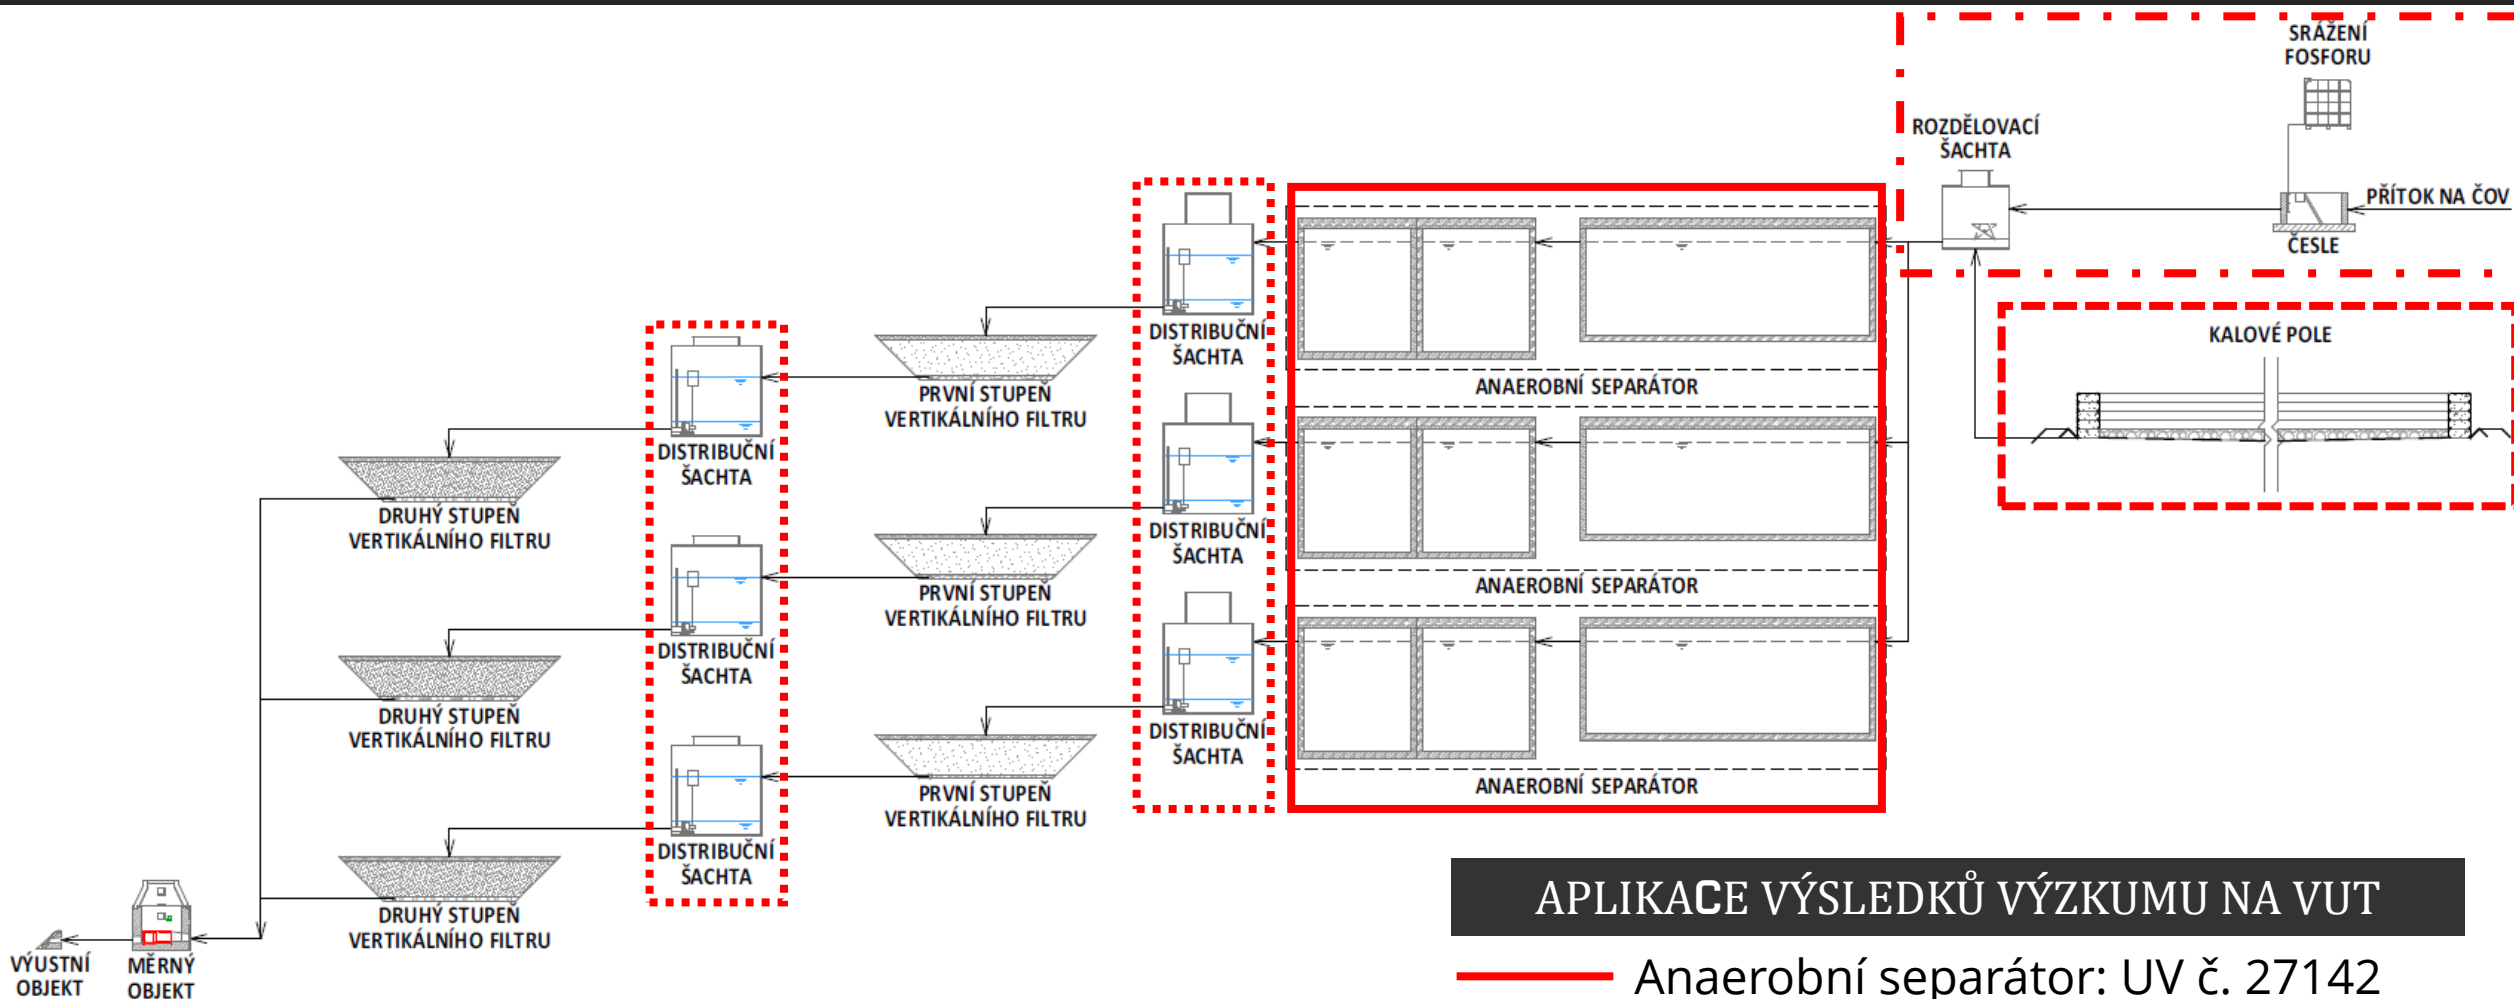 SRÁŽENÍ
FOSFORU
ROZDĚLOVACÍ
ŠACHTA
PŘÍTOK NA ČOV
ČESLE
KALOVÉ POLE
DISTRIBUČNÍ
ŠACHTA
ANAEROBNÍ SEPARÁTOR
PRVNÍ STUPEŇ
VERTIKÁLNÍHO FILTRU
DISTRIBUČNÍ
ŠACHTA
DRUHÝ STUPEŇ
VERTIKÁLNÍHO FILTRU
DISTRIBUČNÍ
ŠACHTA
ANAEROBNÍ SEPARÁTOR
PRVNÍ STUPEŇ
VERTIKÁLNÍHO FILTRU
DISTRIBUČNÍ
ŠACHTA
DRUHÝ STUPEŇ
VERTIKÁLNÍHO FILTRU
DISTRIBUČNÍ
ŠACHTA
ANAEROBNÍ SEPARÁTOR
PRVNÍ STUPEŇ
VERTIKÁLNÍHO FILTRU
DISTRIBUČNÍ
ŠACHTA
DRUHÝ STUPEŇ
VERTIKÁLNÍHO FILTRU
VÝUSTNÍ
OBJEKT
MĚRNÝ
OBJEKT
APLIKACE VÝSLEDKŮ VÝZKUMU NA VUT
Anaerobní separátor: UV č. 27142